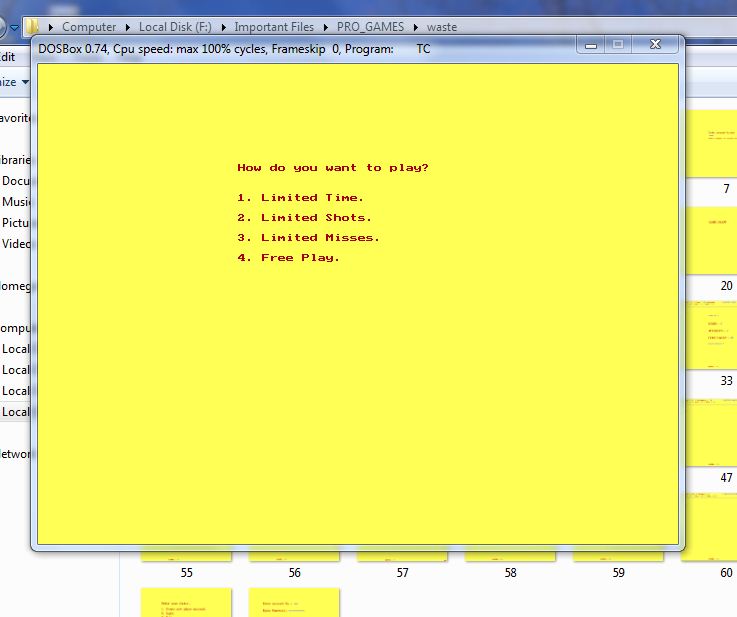 Computer ▸ Local Disk (F:) ▸ Important Files ▸ PRO_GAMES ▸ waste
DOSBox 0.74, Cpu speed: max 100% cycles, Frameskip 0, Program: TC
How do you want to play?
1. Limited Time.
2. Limited Shots.
3. Limited Misses.
4. Free Play.
dit
ize
avorite
ibrarie
Docu
Music
Pictu
Video
omeg
ompu
Local
Local
Local
Local
etwor
7
20
33
47
55 56 57 58 59 60